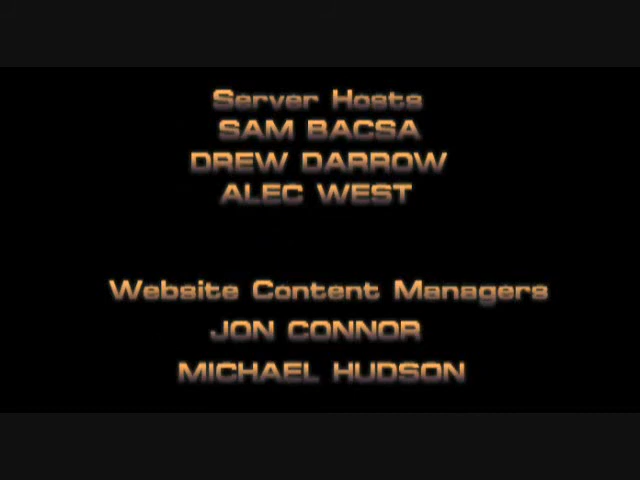 Server Hosts
SAM BACSA
DREW DARROW
ALEC WEST
Website Content Managers
JON CONNOR
MICHAEL HUDSON